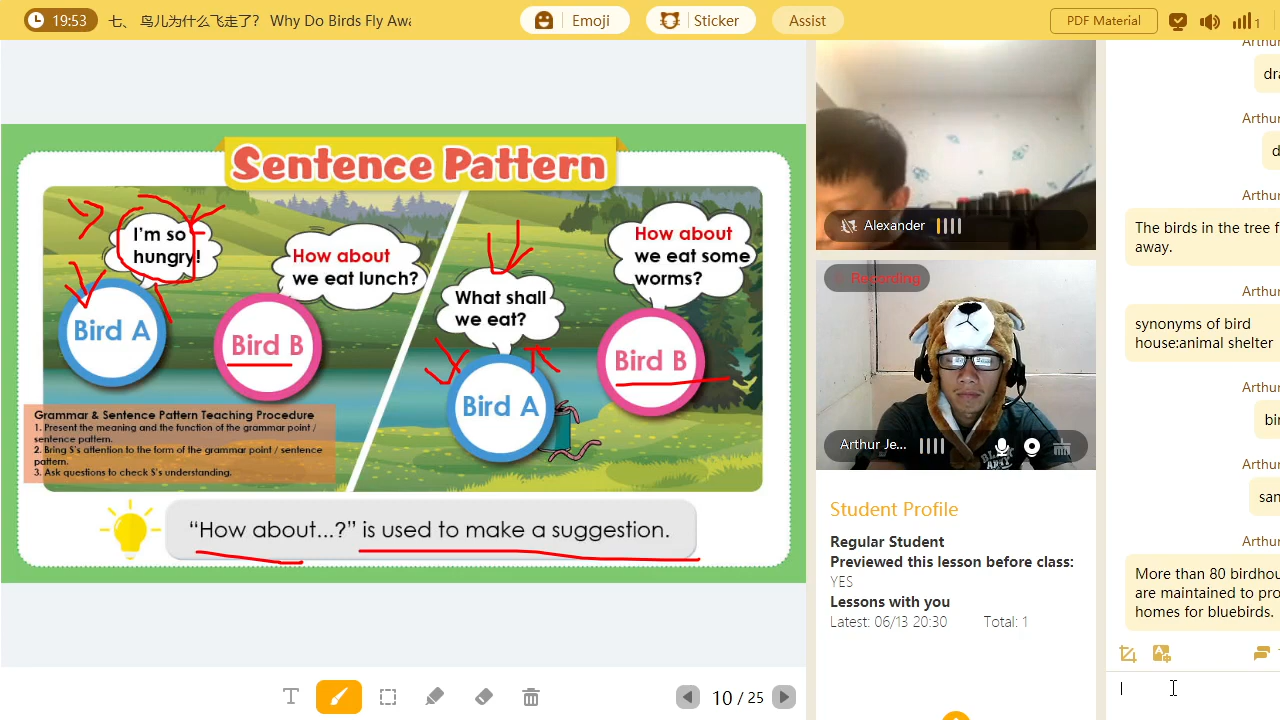 19:53
七、 鸟儿为什么飞走了？ Why Do Birds Fly Awa
Emoji
Sticker
Assist
PDF Material
1
Sentence Pattern
I'm so
hungry!
How about
we eat lunch?
What shall
we eat?
How about
we eat some
worms?
Bird A
Bird B
Bird A
Bird B
Grammar & Sentence Pattern Teaching Procedure
1. Present the meaning and the function of the grammar point /
sentence pattern.
2. Bring S's attention to the form of the grammar point / sentence
pattern.
3. Ask questions to check S's understanding.
"How about...?" is used to make a suggestion.
T
10 / 25
Alexander
Recording
Arthur Je...
Student Profile
Regular Student
Previewed this lesson before class:
YES
Lessons with you
Latest: 06/13 20:30 Total: 1
Arthur
Arthur
Arthur
The birds in the tree
away.
Arthur
synonyms of bird
house:animal shelter
Arthur
Arthur
Arthur
More than 80
are maintained to
homes for bluebirds.